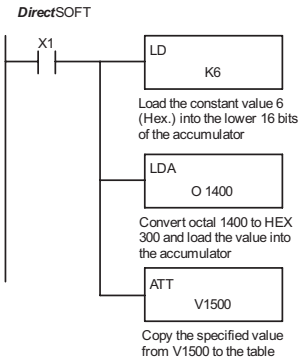 DirectSOFT
X1
LD
K6
Load the constant value 6
(Hex.) into the lower 16 bits
of the accumulator
LDA
O 1400
Convert octal 1400 to HEX
300 and load the value into
the accumulator
ATT
V1500
Copy the specified value
from V1500 to the table